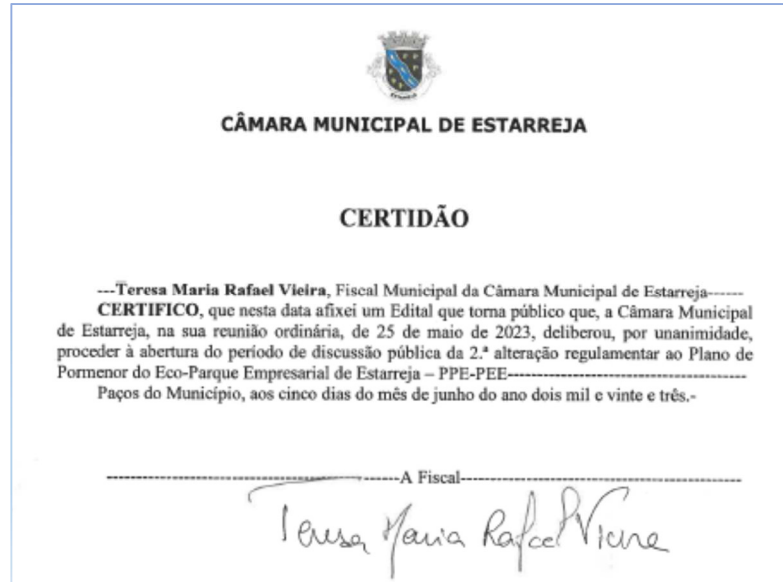 CÂMARA MUNICIPAL DE ESTARREJA
CERTIDÃO
---Teresa Maria Rafael Vieira, Fiscal Municipal da Câmara Municipal de Estarreja------
CERTIFICO, que nesta data afixei um Edital que torna público que, a Câmara Municipal
de Estarreja, na sua reunião ordinária, de 25 de maio de 2023, deliberou, por unanimidade,
proceder à abertura do período de discussão pública da 2.ª alteração regulamentar ao Plano de
Pormenor do Eco-Parque Empresarial de Estarreja – PPE-PEE------------------------------------------
Paços do Município, aos cinco dias do mês de junho do ano dois mil e vinte e três.-
----------------------------------------------------A Fiscal--------------------------------------------------
Teresa Maria Rafael Vieira